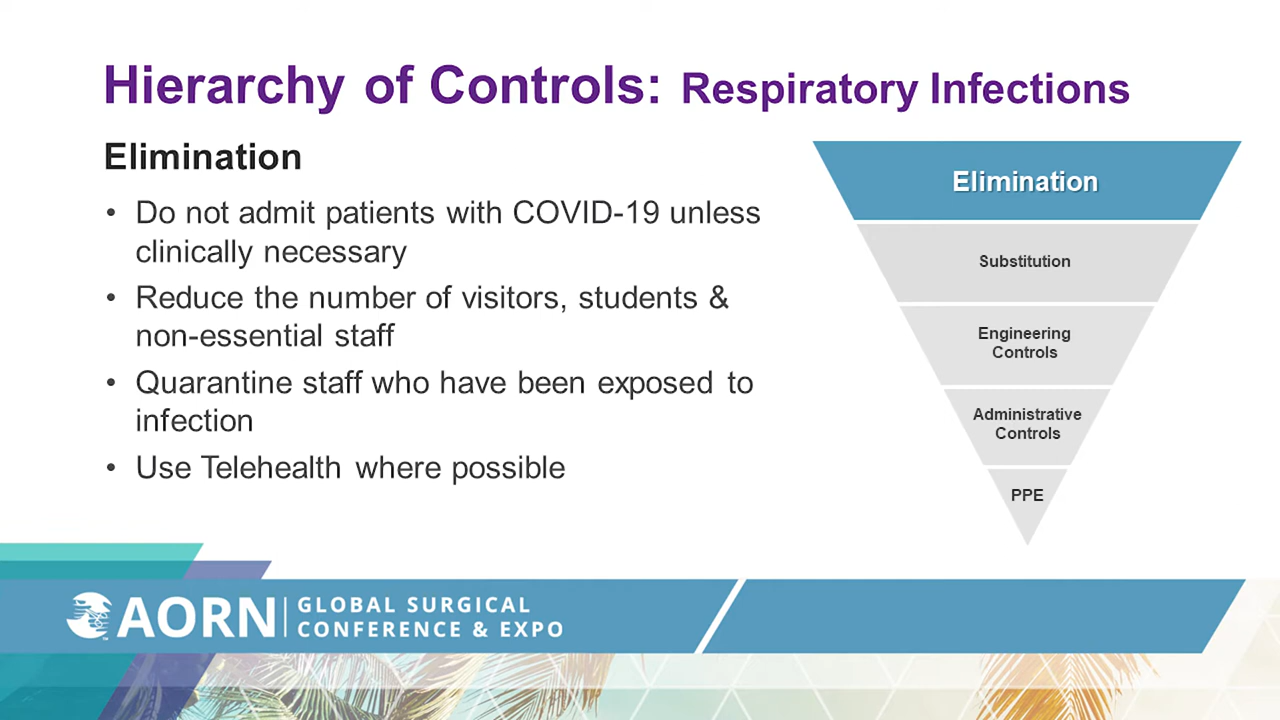 Hierarchy of Controls: Respiratory Infections
Elimination
• Do not admit patients with COVID-19 unless
clinically necessary
• Reduce the number of visitors, students &
non-essential staff
• Quarantine staff who have been exposed to
infection
• Use Telehealth where possible
Elimination
Substitution
Engineering
Controls
Administrative
Controls
PPE
AORN
GLOBAL SURGICAL
CONFERENCE & EXPO